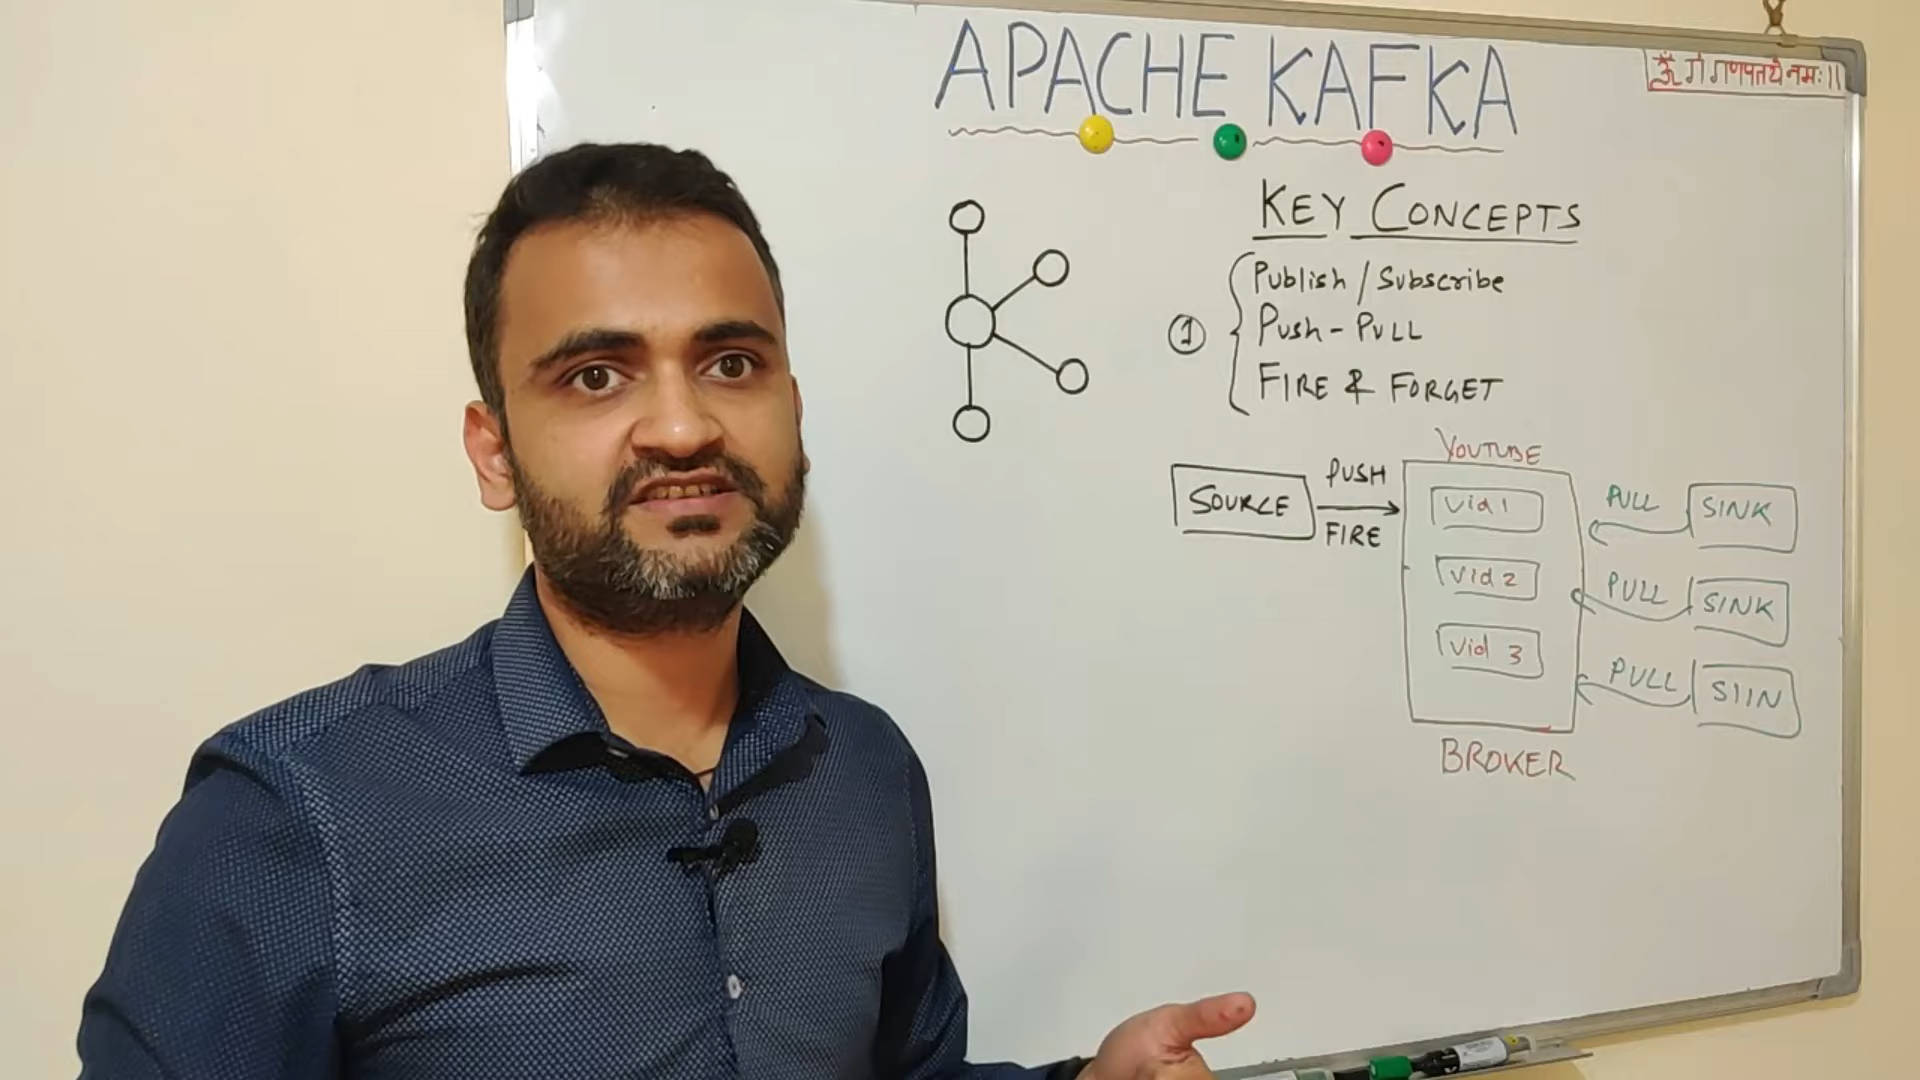 APACHE KAFKA
ॐ गं गणपतये नमः।।
KEY CONCEPTS
① Publish / Subscribe
Push - PULL
FIRE & FORGET
YOUTUBE
SOURCE
PUSH
FIRE
Vid 1
Vid 2
Vid 3
BROKER
PULL
SINK
PULL
SINK
PULL
SIIN